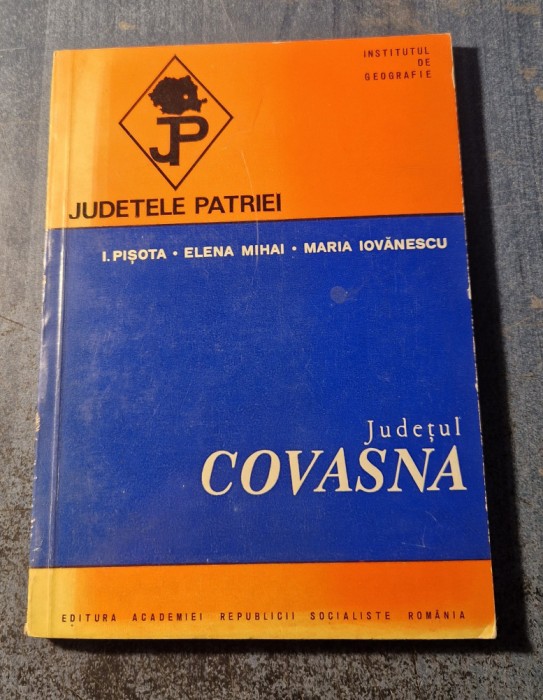 INSTITUTUL
DE
GEOGRAFIE
JP
JUDEȚELE PATRIEI
I. PIȘOTA • ELENA MIHAI • MARIA IOVĂNESCU
Județul
COVASNA
EDITURA ACADEMIEI REPUBLICII SOCIALISTE ROMÂNIA